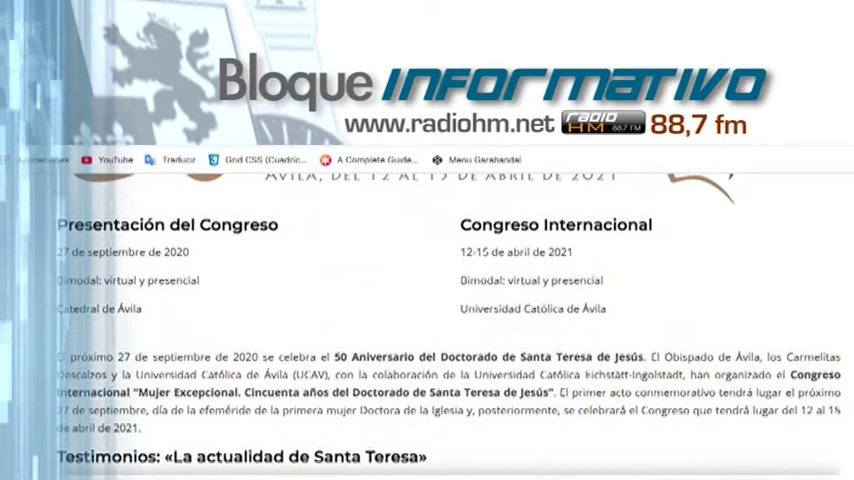 Bloque informativo
www.radiohm.net radio HM 88.7 FM 88,7 fm
Aplicaciones YouTube Traducir Grid CSS (Cuadríc... A Complete Guide... Menu Garabandal
ÁVILA, DEL 12 AL 15 DE ABRIL DE 2021
Presentación del Congreso
27 de septiembre de 2020
Bimodal: virtual y presencial
Catedral de Ávila
Congreso Internacional
12-15 de abril de 2021
Bimodal: virtual y presencial
Universidad Católica de Ávila
El próximo 27 de septiembre de 2020 se celebra el 50 Aniversario del Doctorado de Santa Teresa de Jesús. El Obispado de Ávila, los Carmelitas
Descalzos y la Universidad Católica de Ávila (UCAV), con la colaboración de la Universidad Católica Eichstätt-Ingolstadt, han organizado el Congreso
Internacional “Mujer Excepcional. Cincuenta años del Doctorado de Santa Teresa de Jesús”. El primer acto conmemorativo tendrá lugar el próximo
27 de septiembre, día de la efeméride de la primera mujer Doctora de la Iglesia y, posteriormente, se celebrará el Congreso que tendrá lugar del 12 al 15
de abril de 2021.
Testimonios: «La actualidad de Santa Teresa»